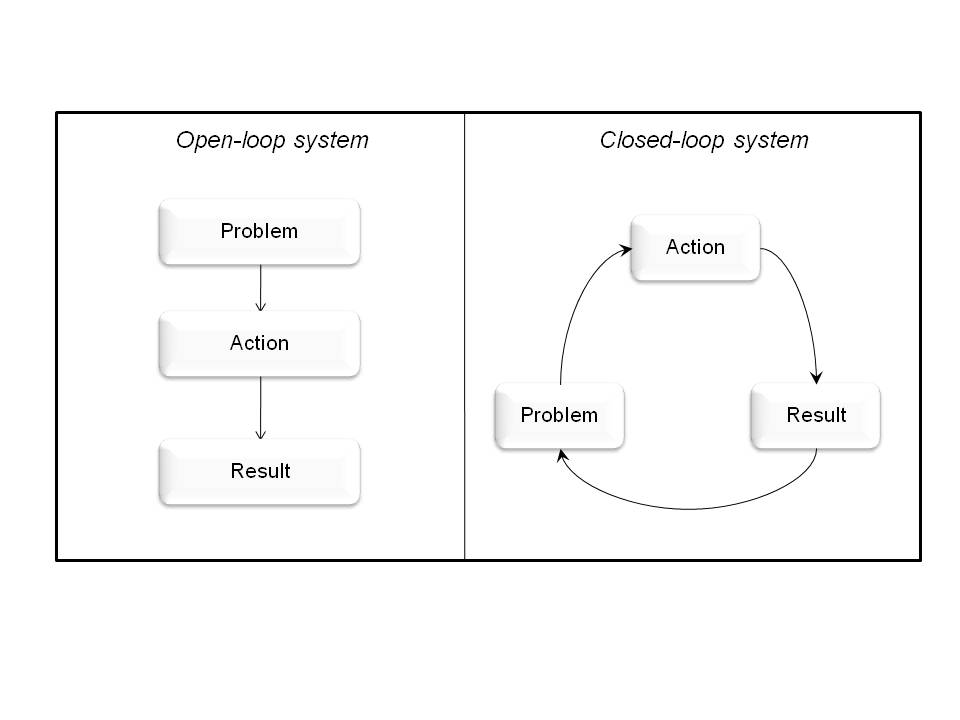 Open-loop system
Problem
Action
Result
Closed-loop system
Action
Problem
Result